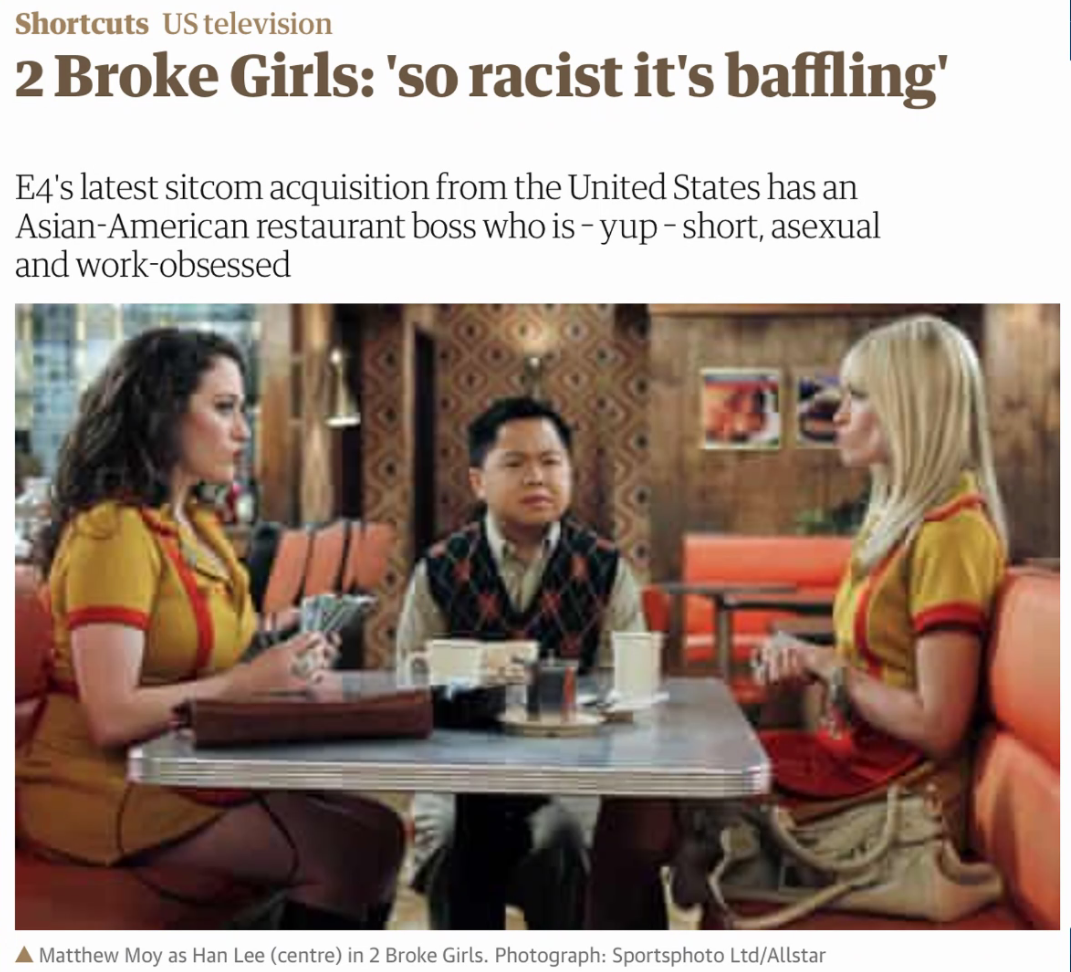 Shortcuts US television
2 Broke Girls: 'so racist it's baffling'
E4's latest sitcom acquisition from the United States has an
Asian-American restaurant boss who is – yup – short, asexual
and work-obsessed
Matthew Moy as Han Lee (centre) in 2 Broke Girls. Photograph: Sportsphoto Ltd/Allstar